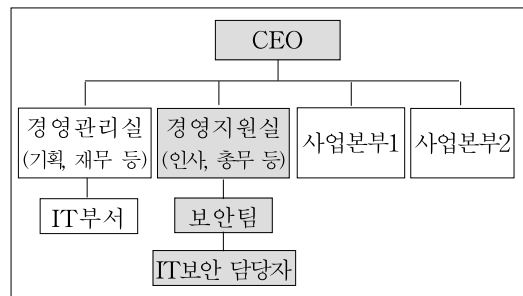 CEO
경영관리실
(기획, 재무 등)
경영지원실
(인사, 총무 등)
사업본부1
사업본부2
IT부서
보안팀
IT보안 담당자